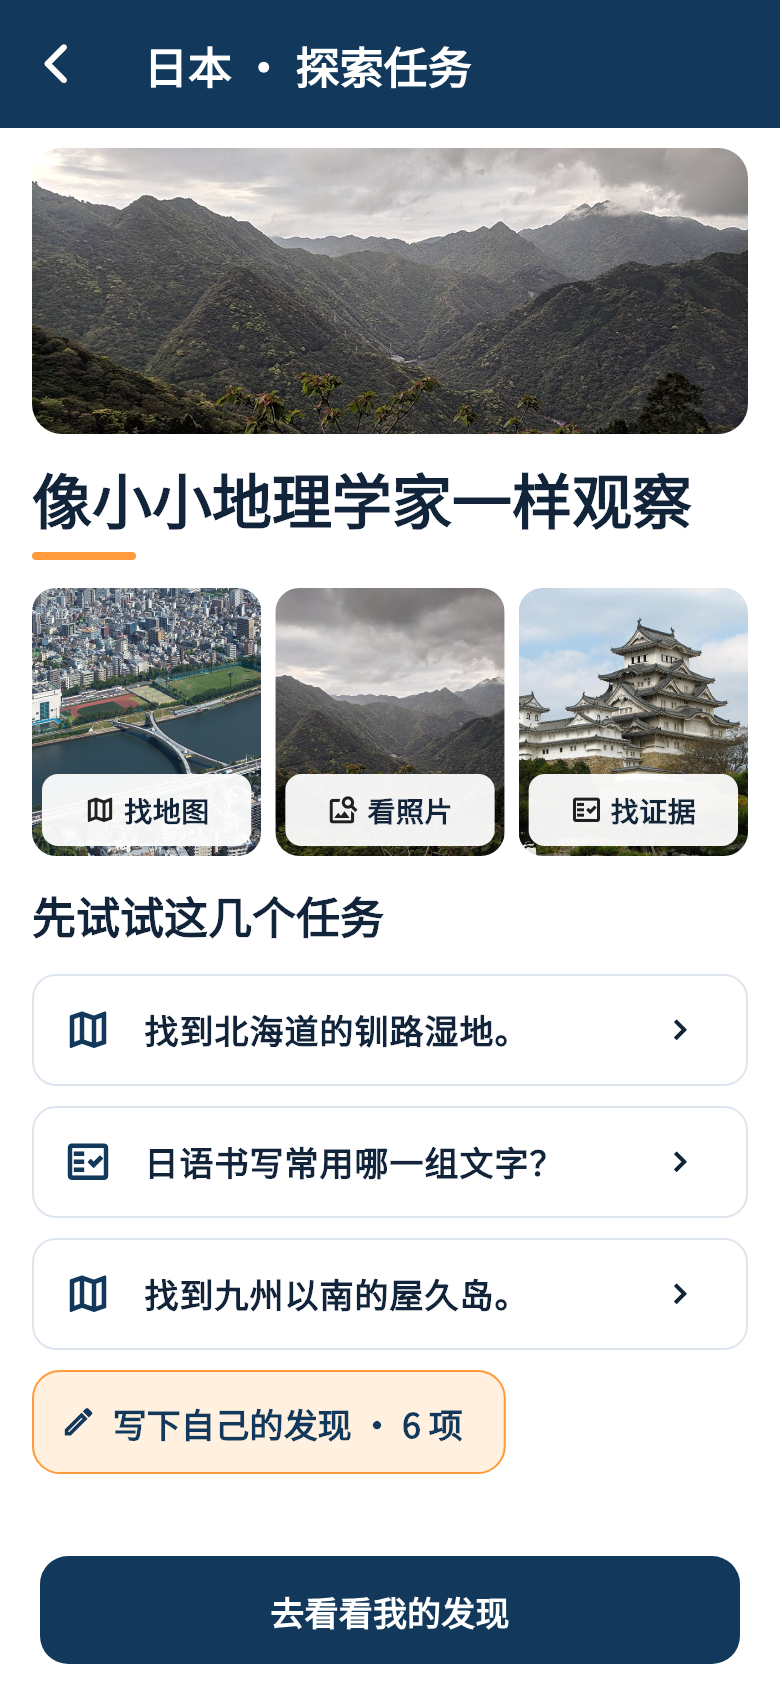 日本 · 探索任务
像小小地理学家一样观察
找地图
看照片
找证据
先试试这几个任务
找到北海道的钏路湿地。
日语书写常用哪一组文字?
找到九州以南的屋久岛。
写下自己的发现 · 6 项
去看看我的发现